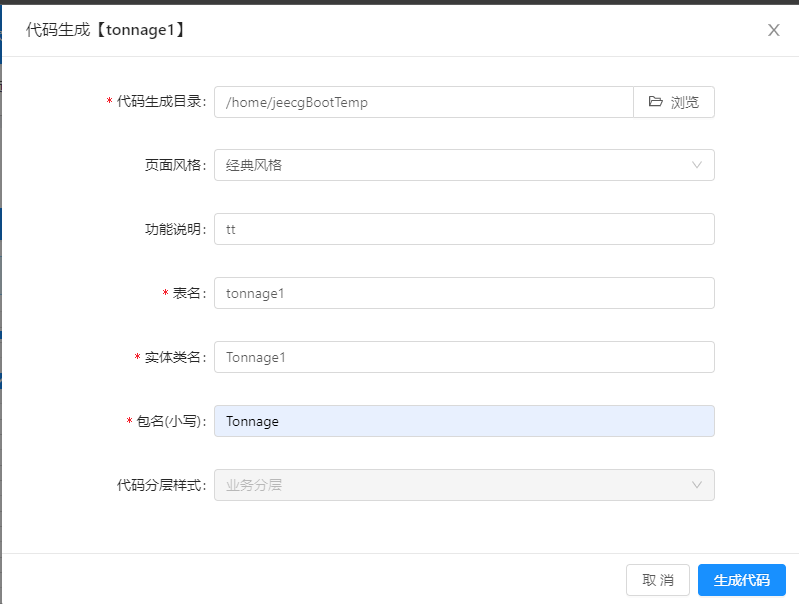 代码生成【tonnage1】
* 代码生成目录: /home/jeecgBootTemp 浏览
页面风格: 经典风格
功能说明: tt
* 表名: tonnage1
* 实体类名: Tonnage1
* 包名(小写): Tonnage
代码分层样式: 业务分层
取 消 生成代码